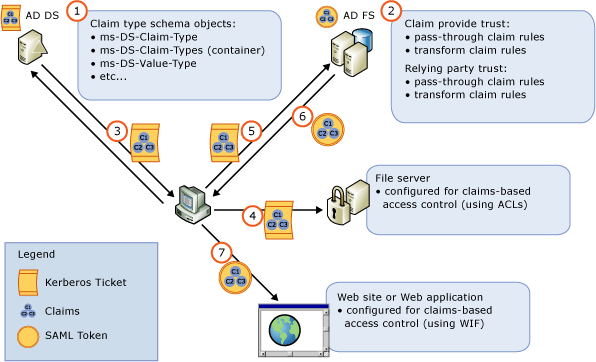 AD DS
1
Claim type schema objects:
• ms-DS-Claim-Type
• ms-DS-Claim-Types (container)
• ms-DS-Value-Type
• etc...
AD FS
2
Claim provide trust:
• pass-through claim rules
• transform claim rules
Relying party trust:
• pass-through claim rules
• transform claim rules
3
C1
C2 C3
5
C1
C2 C3
6
C1
C2 C3
4
C1
C2 C3
File server
• configured for claims-based
access control (using ACLs)
7
C1
C2 C3
Web site or Web application
• configured for claims-based
access control (using WIF)
Legend
Kerberos Ticket
Claims
SAML Token